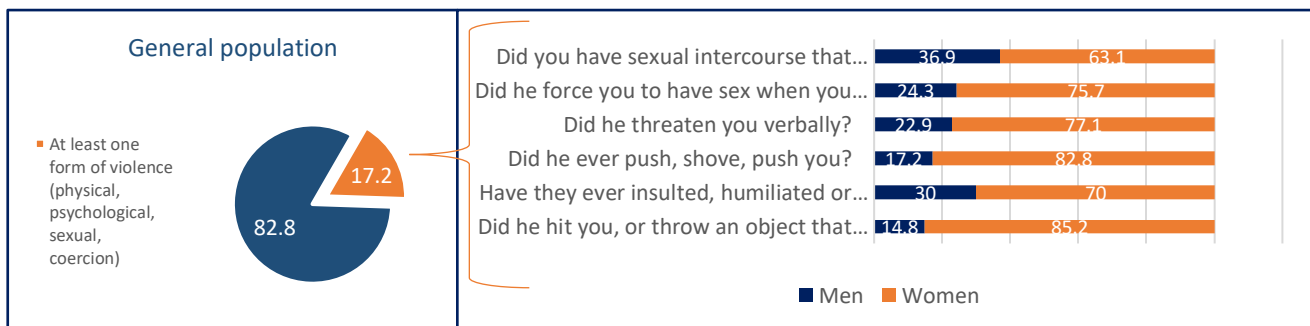 General population
At least one
form of violence
(physical,
psychological,
sexual,
coercion)
17.2
82.8
Did you have sexual intercourse that...
36.9
63.1
Did he force you to have sex when you...
24.3
75.7
Did he threaten you verbally?
22.9
77.1
Did he ever push, shove, push you?
17.2
82.8
Have they ever insulted, humiliated or...
30
70
Did he hit you, or throw an object that...
14.8
85.2
Men
Women